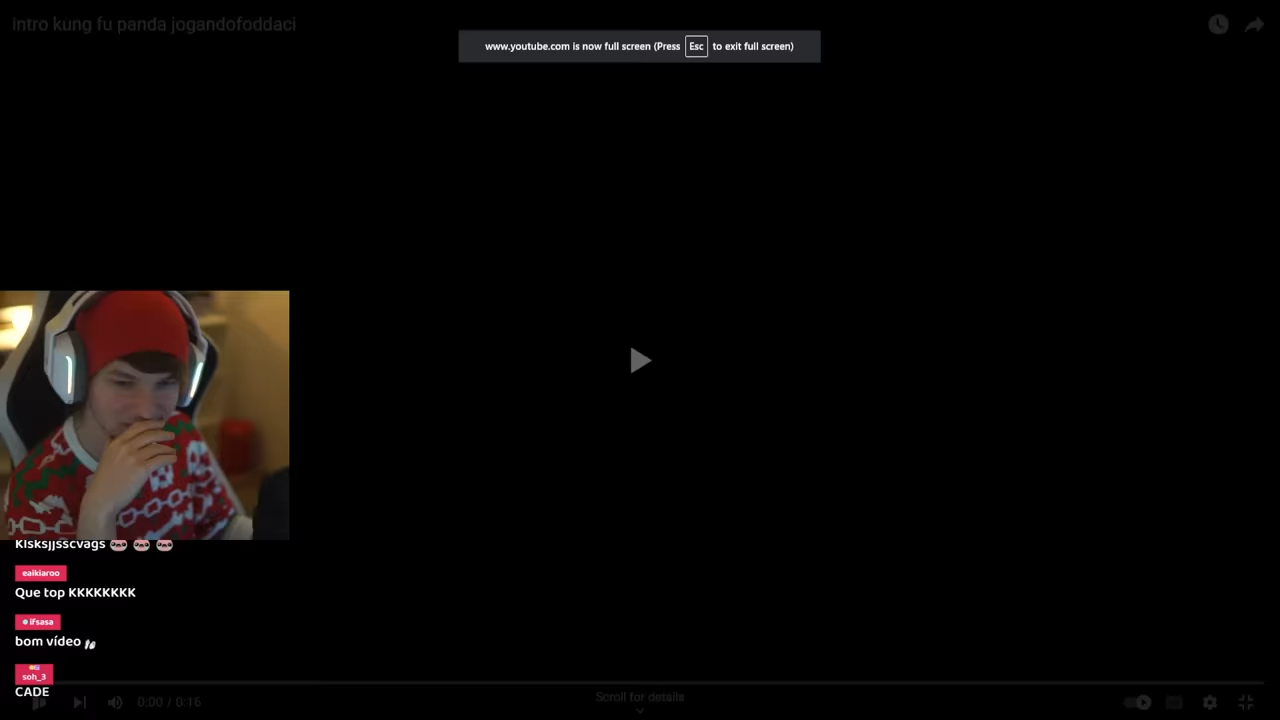 intro kung fu panda jogandofoddaci
www.youtube.com is now full screen (Press Esc to exit full screen)
Klsksjjsscvags
eaikiaroo
Que top KKKKKKKK
ifsasa
bom vídeo
soh_3
CADE
0:00 / 0:16
Scroll for details